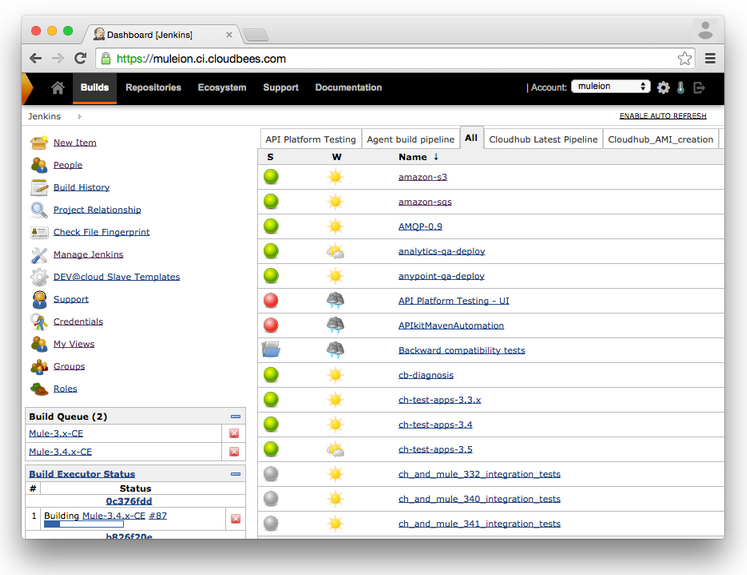 Dashboard [Jenkins]
https://muleion.ci.cloudbees.com
Builds Repositories Ecosystem Support Documentation | Account: muleion
Jenkins
ENABLE AUTO REFRESH
New Item
People
Build History
Project Relationship
Check File Fingerprint
Manage Jenkins
DEV@cloud Slave Templates
Support
Credentials
My Views
Groups
Roles
Build Queue (2)
Mule-3.x-CE
Mule-3.4.x-CE
Build Executor Status
# Status
0c376fdd
1 Building Mule-3.4.x-CE #87
b826f20e
API Platform Testing Agent build pipeline All Cloudhub Latest Pipeline Cloudhub_AMI_creation
S W Name ↓
amazon-s3
amazon-sqs
AMQP-0.9
analytics-qa-deploy
anypoint-qa-deploy
API Platform Testing - UI
APIkitMavenAutomation
Backward compatibility tests
cb-diagnosis
ch-test-apps-3.3.x
ch-test-apps-3.4
ch-test-apps-3.5
ch_and_mule_332_integration_tests
ch_and_mule_340_integration_tests
ch_and_mule_341_integration_tests